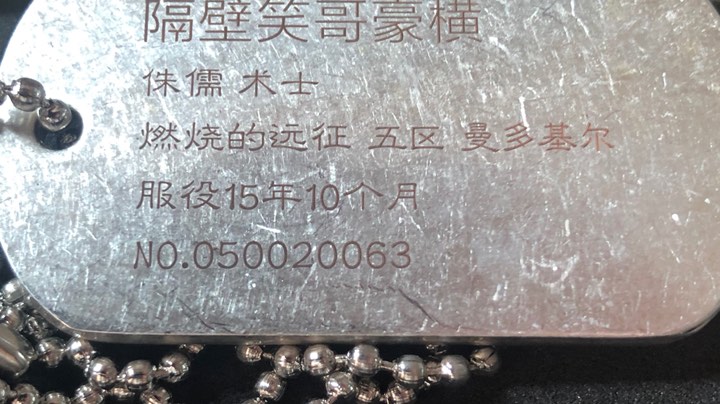 隔壁笑哥豪横
侏儒 术士
燃烧的远征 五区 曼多基尔
服役15年10个月
NO.050020063